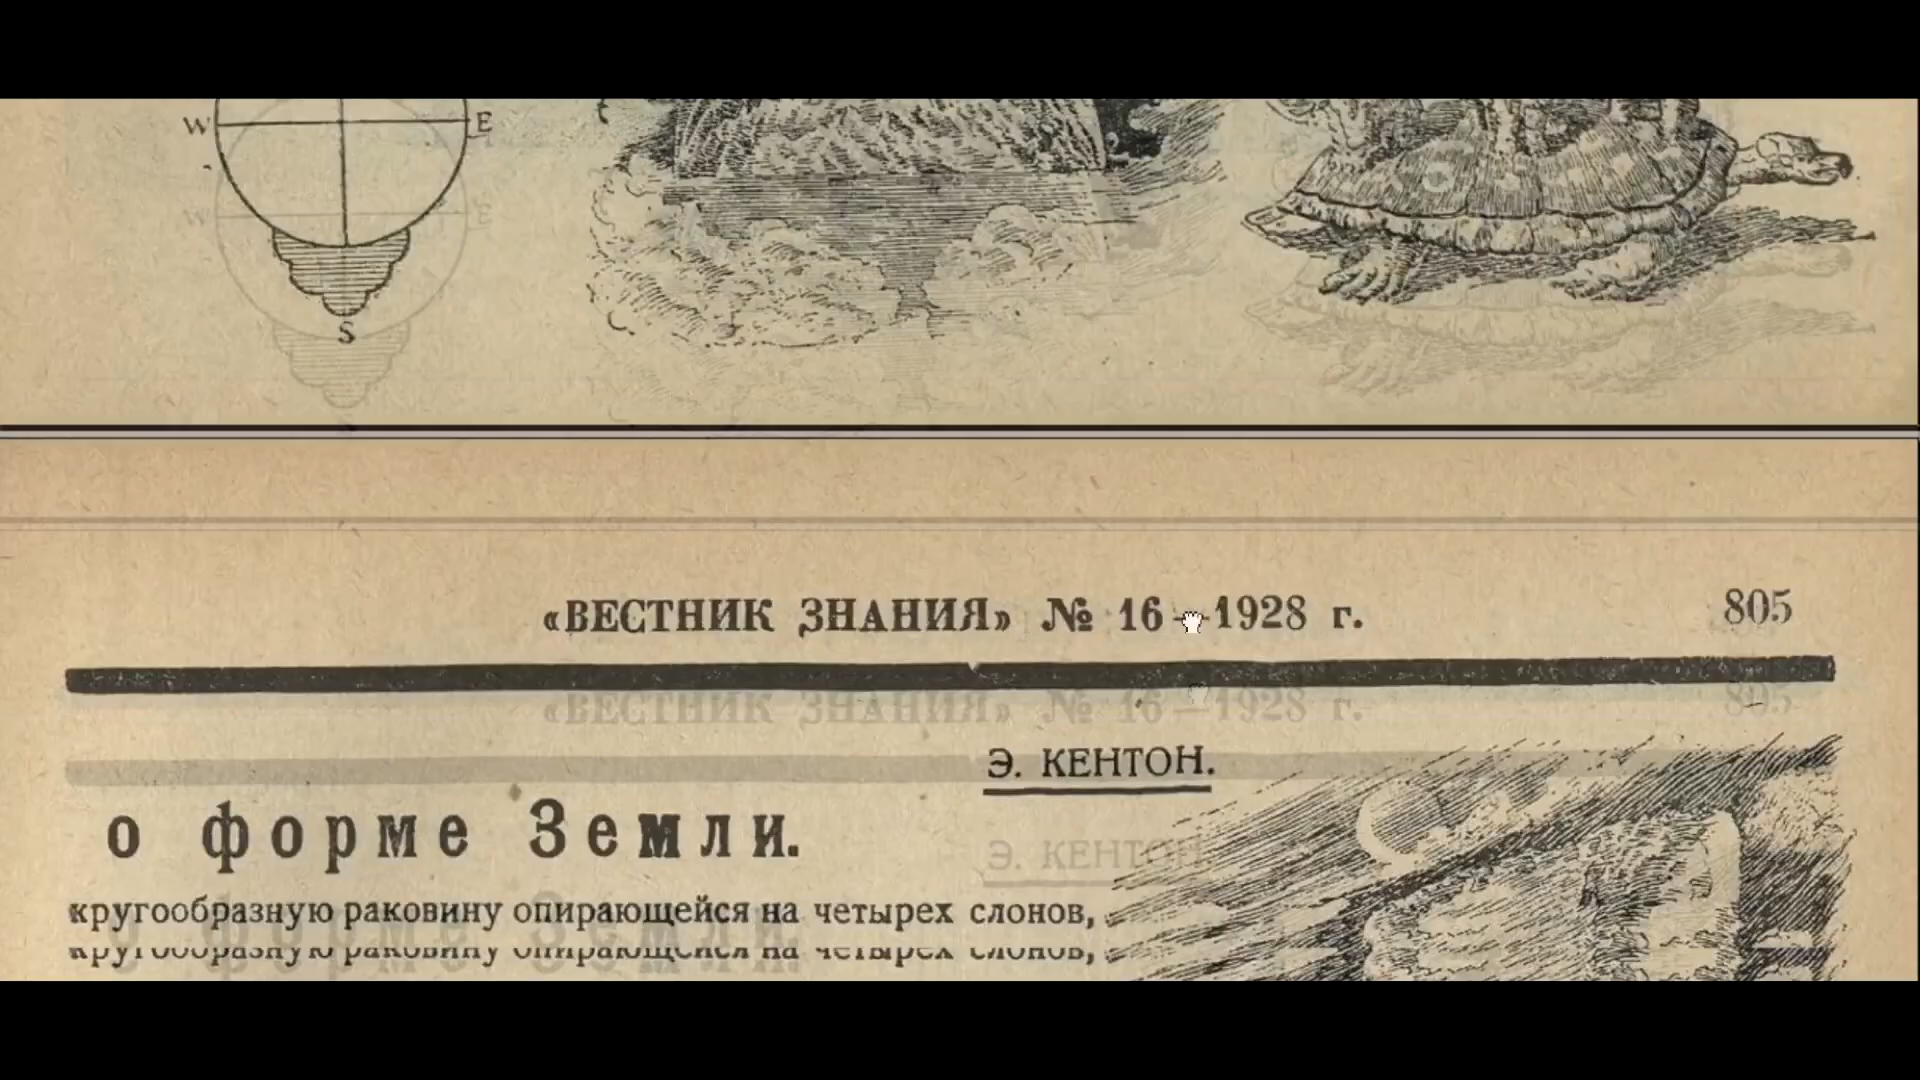 W E
S
«ВЕСТНИК ЗНАНИЯ» № 16—1928 г. 805
Э. КЕНТОН.
о форме Земли.
кругообразную раковину опирающейся на четырех слонов,